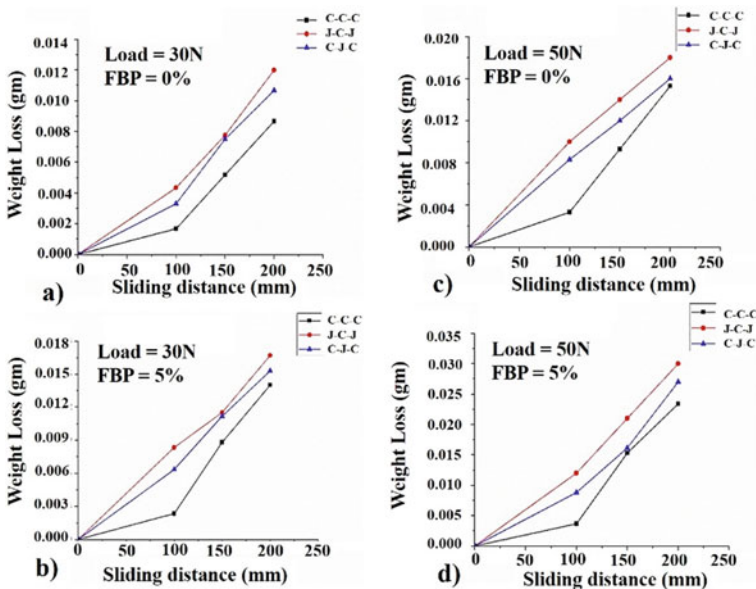 C-C-C
J-C-J
C-J-C
Load = 30N
FBP = 0%
Weight Loss (gm)
0.014
0.012
0.010
0.008
0.006
0.004
0.002
0.000
0 50 100 150 200 250
a) Sliding distance (mm)
C-C-C
J-C-J
C-J-C
Load = 50N
FBP = 0%
Weight Loss (gm)
0.020
0.016
0.012
0.008
0.004
0.000
0 50 100 150 200 250
c) Sliding distance (mm)
C-C-C
J-C-J
C-J-C
Load = 30N
FBP = 5%
Weight Loss (gm)
0.018
0.015
0.012
0.009
0.006
0.003
0.000
0 50 100 150 200 250
b) Sliding distance (mm)
C-C-C
J-C-J
C-J-C
Load = 50N
FBP = 5%
Weight Loss (gm)
0.035
0.030
0.025
0.020
0.015
0.010
0.005
0.000
0 50 100 150 200 250
d) Sliding distance (mm)